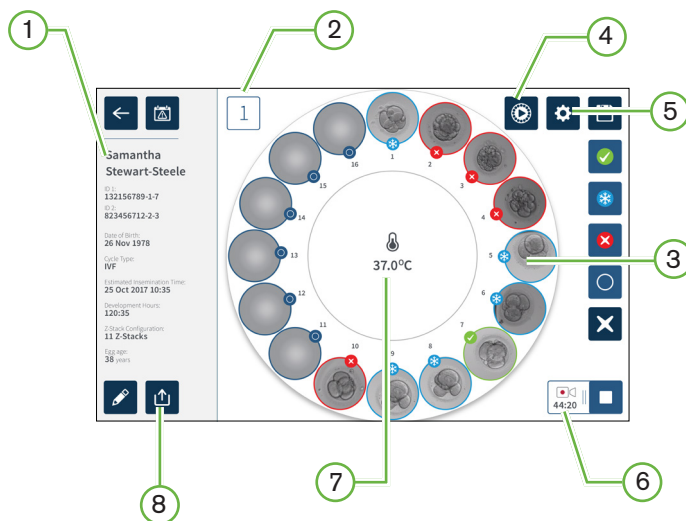 1
2
4
5
1
Samantha
Stewart-Steele
ID 1:
132156789-1-7
ID 2:
823456712-2-3
Date of Birth:
26 Nov 1978
Cycle Type:
IVF
Estimated Insemination Time:
25 Oct 2017 10:35
Development Hours:
120:35
Z-Stack Configuration:
11 Z-Stacks
Egg age:
38 years
16
1
2
15
3
14
4
13
5
3
12
6
11
7
10
9
8
37.0°C
44:20
8
7
6